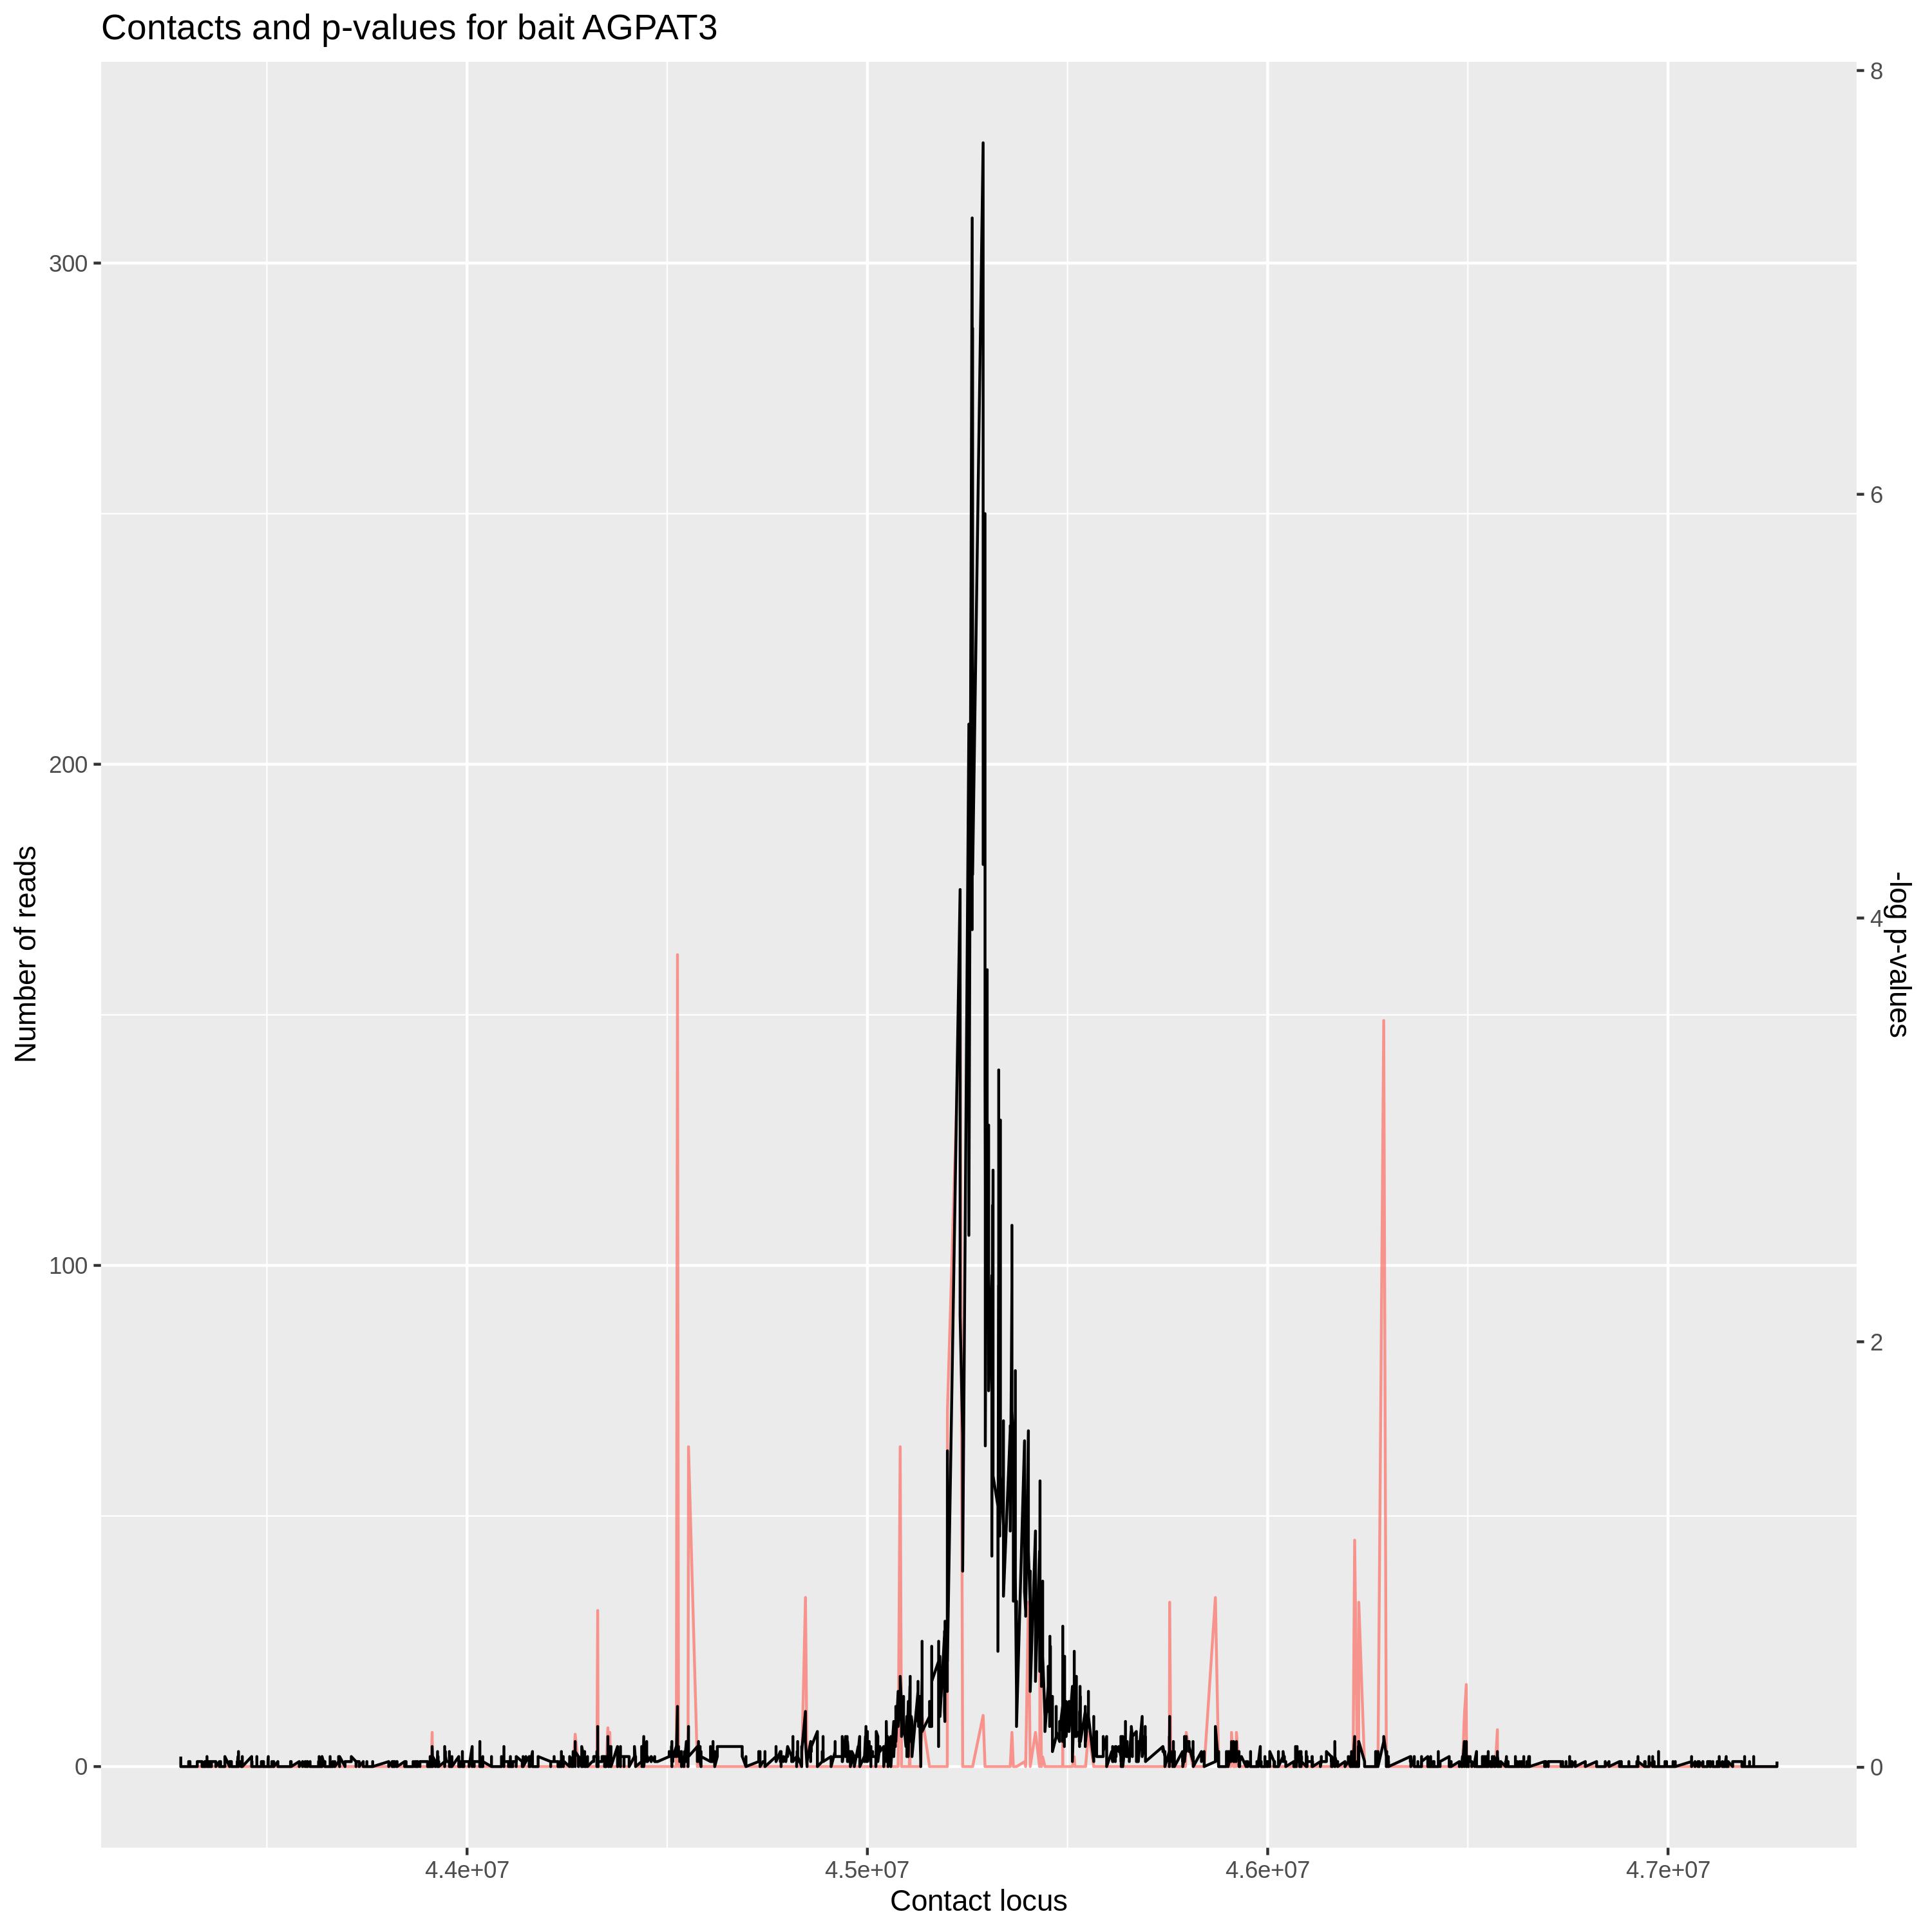 Contacts and p-values for bait AGPAT3
8
300
6
200
4
Number of reads
-log p-values
100
2
0
0
4.4e+07
4.5e+07
4.6e+07
4.7e+07
Contact locus